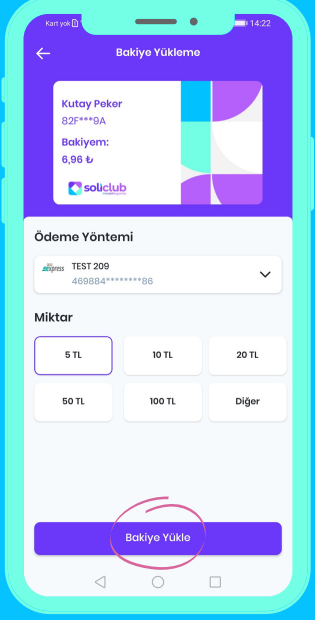 Kart yok
14:22
Bakiye Yükleme
Kutay Peker
82F***9A
Bakiyem:
6,96 ₺
soliclub
Ödeme Yöntemi
express
TEST 209
469884********86
Miktar
5 TL
10 TL
20 TL
50 TL
100 TL
Diğer
Bakiye Yükle